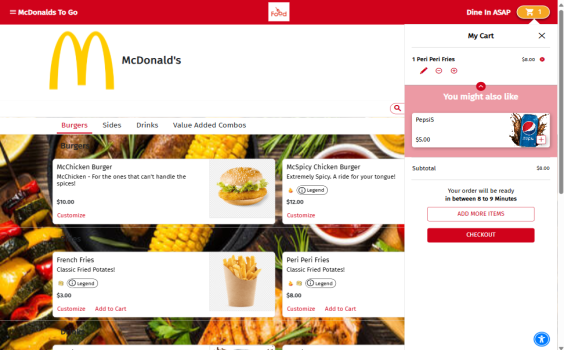 McDonalds To Go
Food
Dine In ASAP
1
McDonald's
Burgers
Sides
Drinks
Value Added Combos
Burgers
McChicken Burger
McChicken - For the ones that can't handle the
spices!
$10.00
Customize
McSpicy Chicken Burger
Extremely Spicy. A ride for your tongue!
Legend
$12.00
Customize
French Fries
Classic Fried Potatoes!
Legend
$3.00
Customize
Add to Cart
Peri Peri Fries
Classic Fried Potatoes!
Legend
$8.00
Customize
Add to Cart
My Cart
1 Peri Peri Fries
$8.00
You might also like
PepsiS
$5.00
Subtotal
$8.00
Your order will be ready
in between 8 to 9 Minutes
ADD MORE ITEMS
CHECKOUT